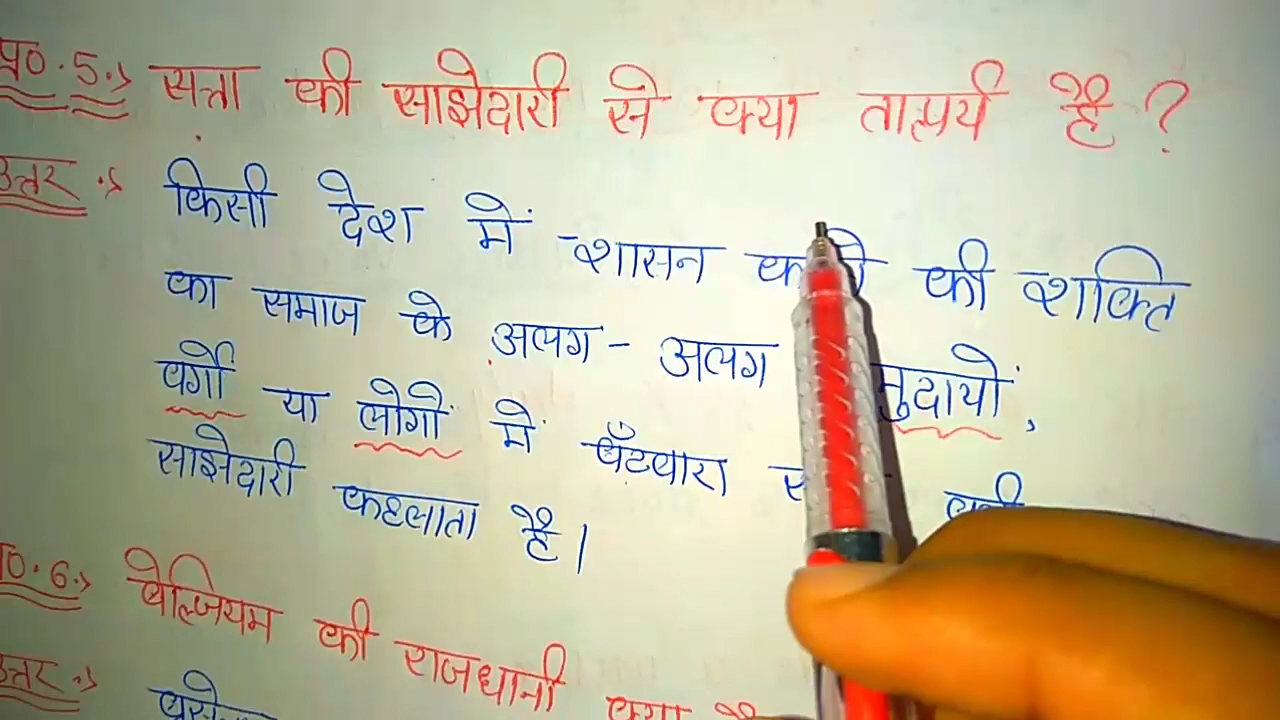 प्र०.5.> सत्ता की साझेदारी से क्या तात्पर्य है ?
उत्तर .>
किसी देश में शासन की शक्ति
का समाज के अलग - अलग मुदायों,
वर्गों या लोगों में बँटवारा
साझेदारी कहलाता है।
प्र०.6.> बेल्जियम की राजधानी क्या है
उत्तर .>